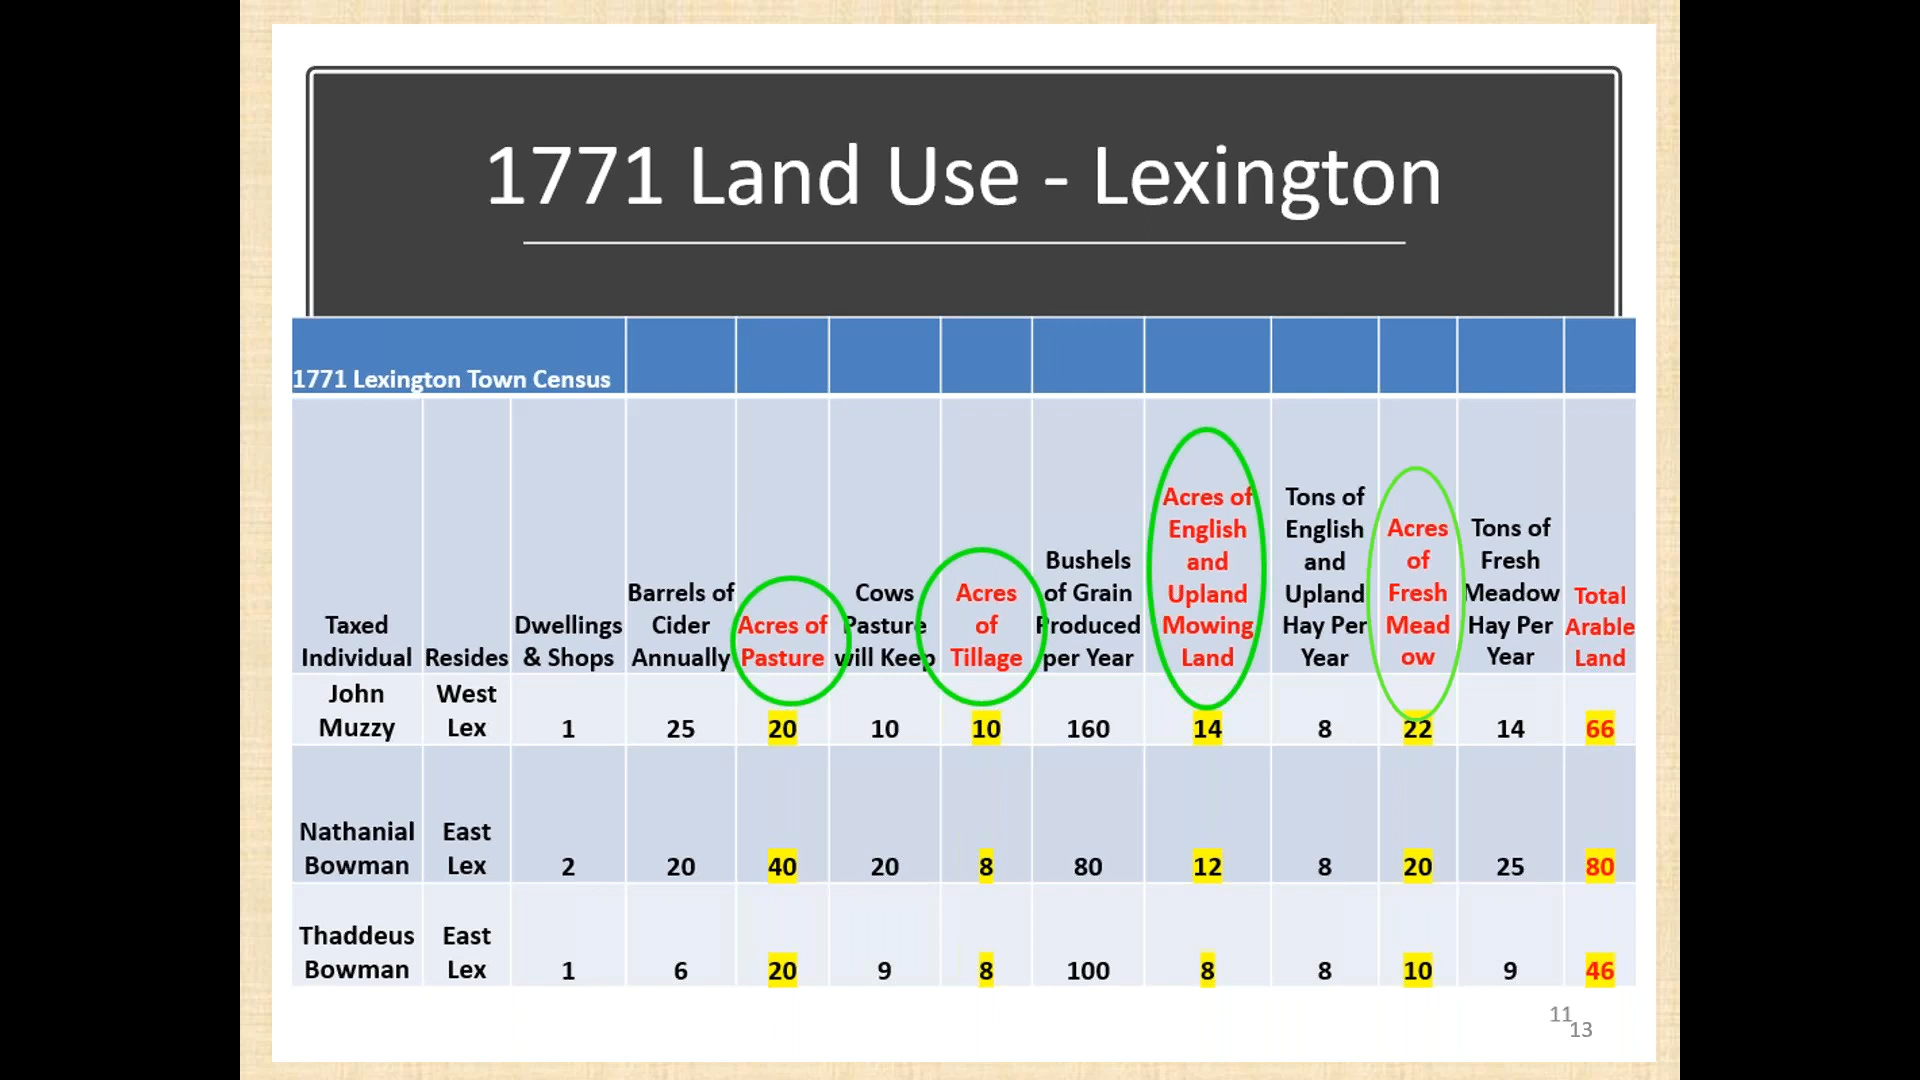 1771 Land Use - Lexington
1771 Lexington Town Census
Taxed
Individual
Resides
Dwellings
& Shops
Barrels of
Cider
Annually
Acres of
Pasture
Cows
Pasture
will Keep
Acres
of
Tillage
Bushels
of Grain
Produced
per Year
Acres of
English
and
Upland
Mowing
Land
Tons of
English
and
Upland
Hay Per
Year
Acres
of
Fresh
Mead
ow
Tons of
Fresh
Meadow
Hay Per
Year
Total
Arable
Land
John
Muzzy
West
Lex
1
25
20
10
10
160
14
8
22
14
66
Nathanial
Bowman
East
Lex
2
20
40
20
8
80
12
8
20
25
80
Thaddeus
Bowman
East
Lex
1
6
20
9
8
100
8
8
10
9
46
11
13